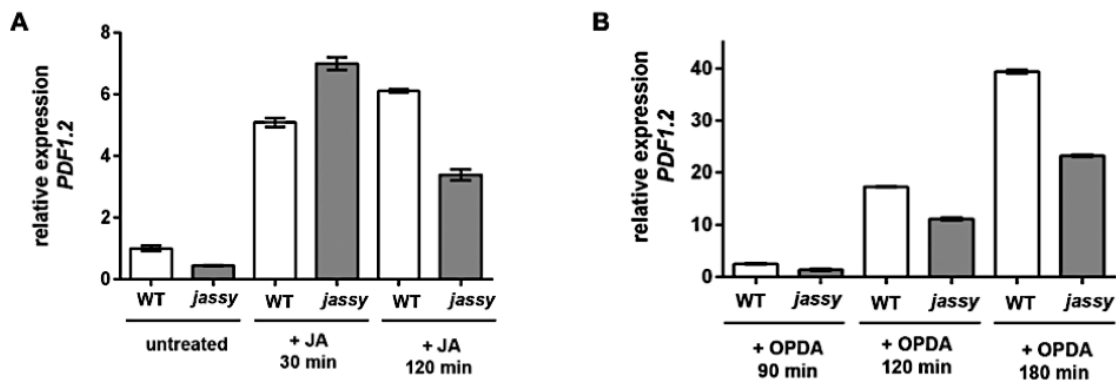 A
relative expression
PDF1.2
8
6
4
2
0
WT
jassy
WT
jassy
WT
jassy
untreated
+ JA
30 min
+ JA
120 min
B
relative expression
PDF1.2
40
30
20
10
0
WT
jassy
WT
jassy
WT
jassy
+ OPDA
90 min
+ OPDA
120 min
+ OPDA
180 min